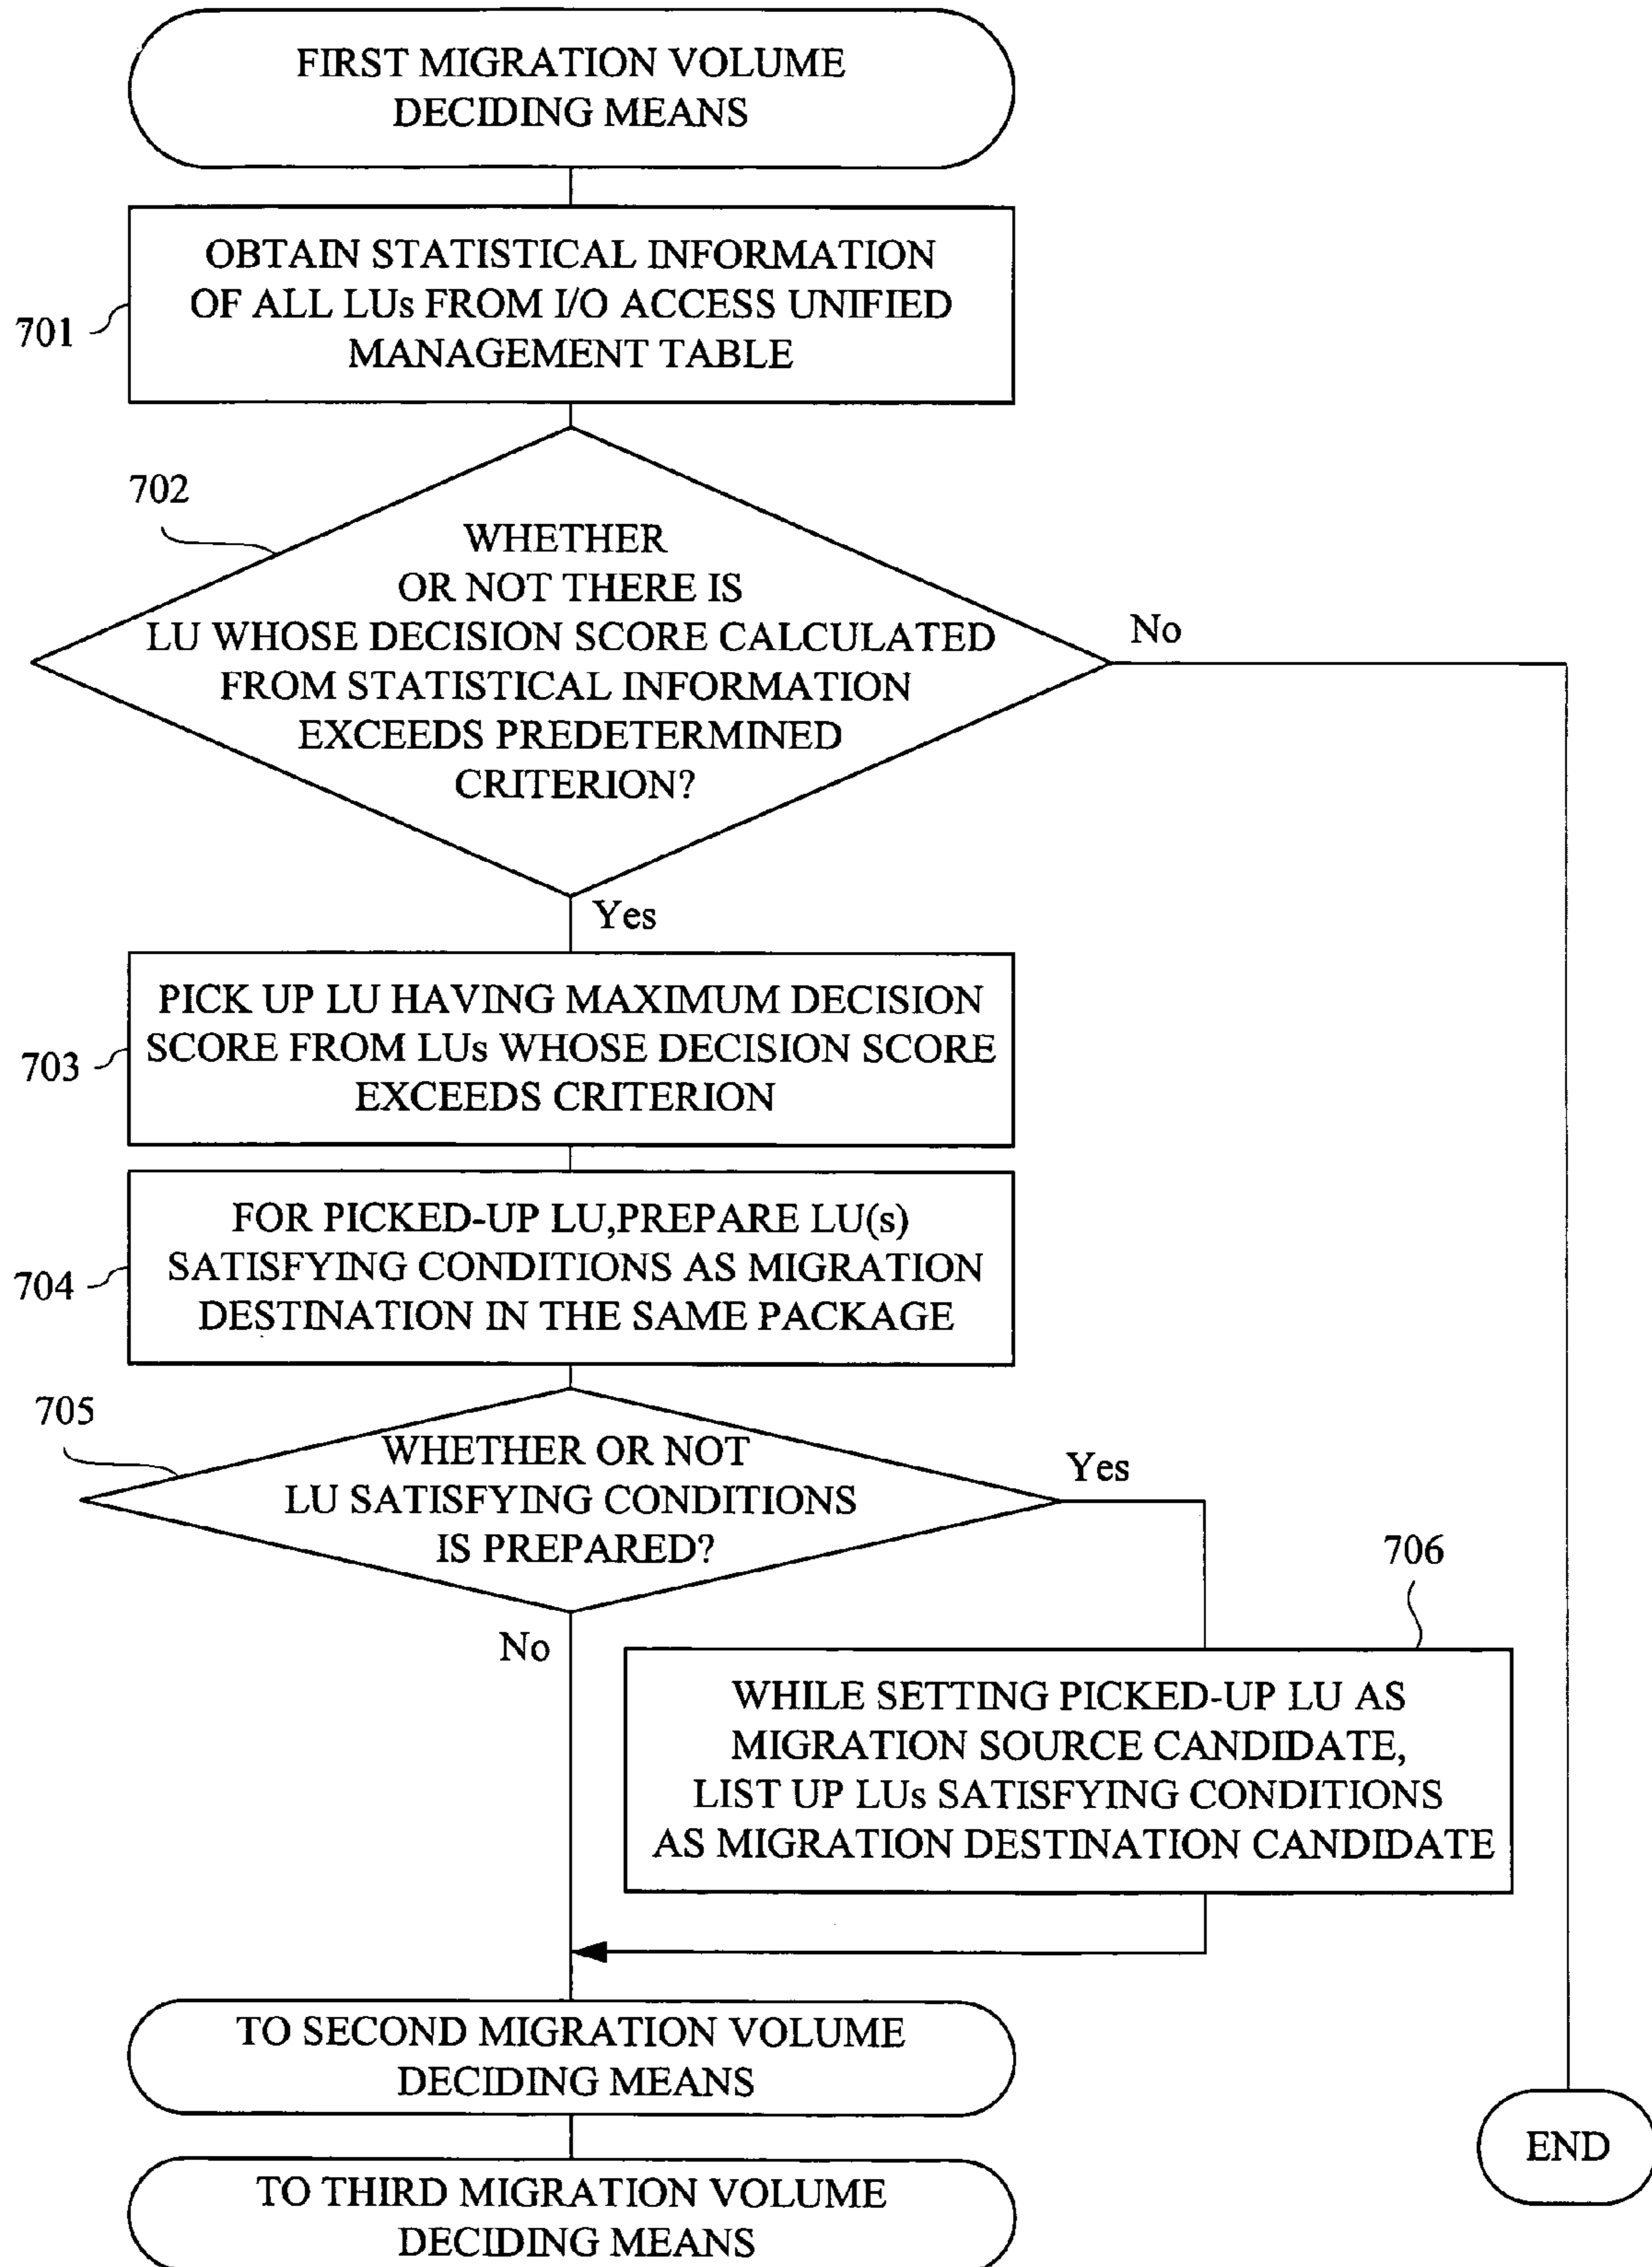 FIRST MIGRATION VOLUME
DECIDING MEANS
701
OBTAIN STATISTICAL INFORMATION
OF ALL LUs FROM I/O ACCESS UNIFIED
MANAGEMENT TABLE
702
WHETHER
OR NOT THERE IS
LU WHOSE DECISION SCORE CALCULATED
FROM STATISTICAL INFORMATION
EXCEEDS PREDETERMINED
CRITERION?
No
Yes
703
PICK UP LU HAVING MAXIMUM DECISION
SCORE FROM LUs WHOSE DECISION SCORE
EXCEEDS CRITERION
704
FOR PICKED-UP LU,PREPARE LU(s)
SATISFYING CONDITIONS AS MIGRATION
DESTINATION IN THE SAME PACKAGE
705
WHETHER OR NOT
LU SATISFYING CONDITIONS
IS PREPARED?
Yes
No
706
WHILE SETTING PICKED-UP LU AS
MIGRATION SOURCE CANDIDATE,
LIST UP LUs SATISFYING CONDITIONS
AS MIGRATION DESTINATION CANDIDATE
TO SECOND MIGRATION VOLUME
DECIDING MEANS
TO THIRD MIGRATION VOLUME
DECIDING MEANS
END